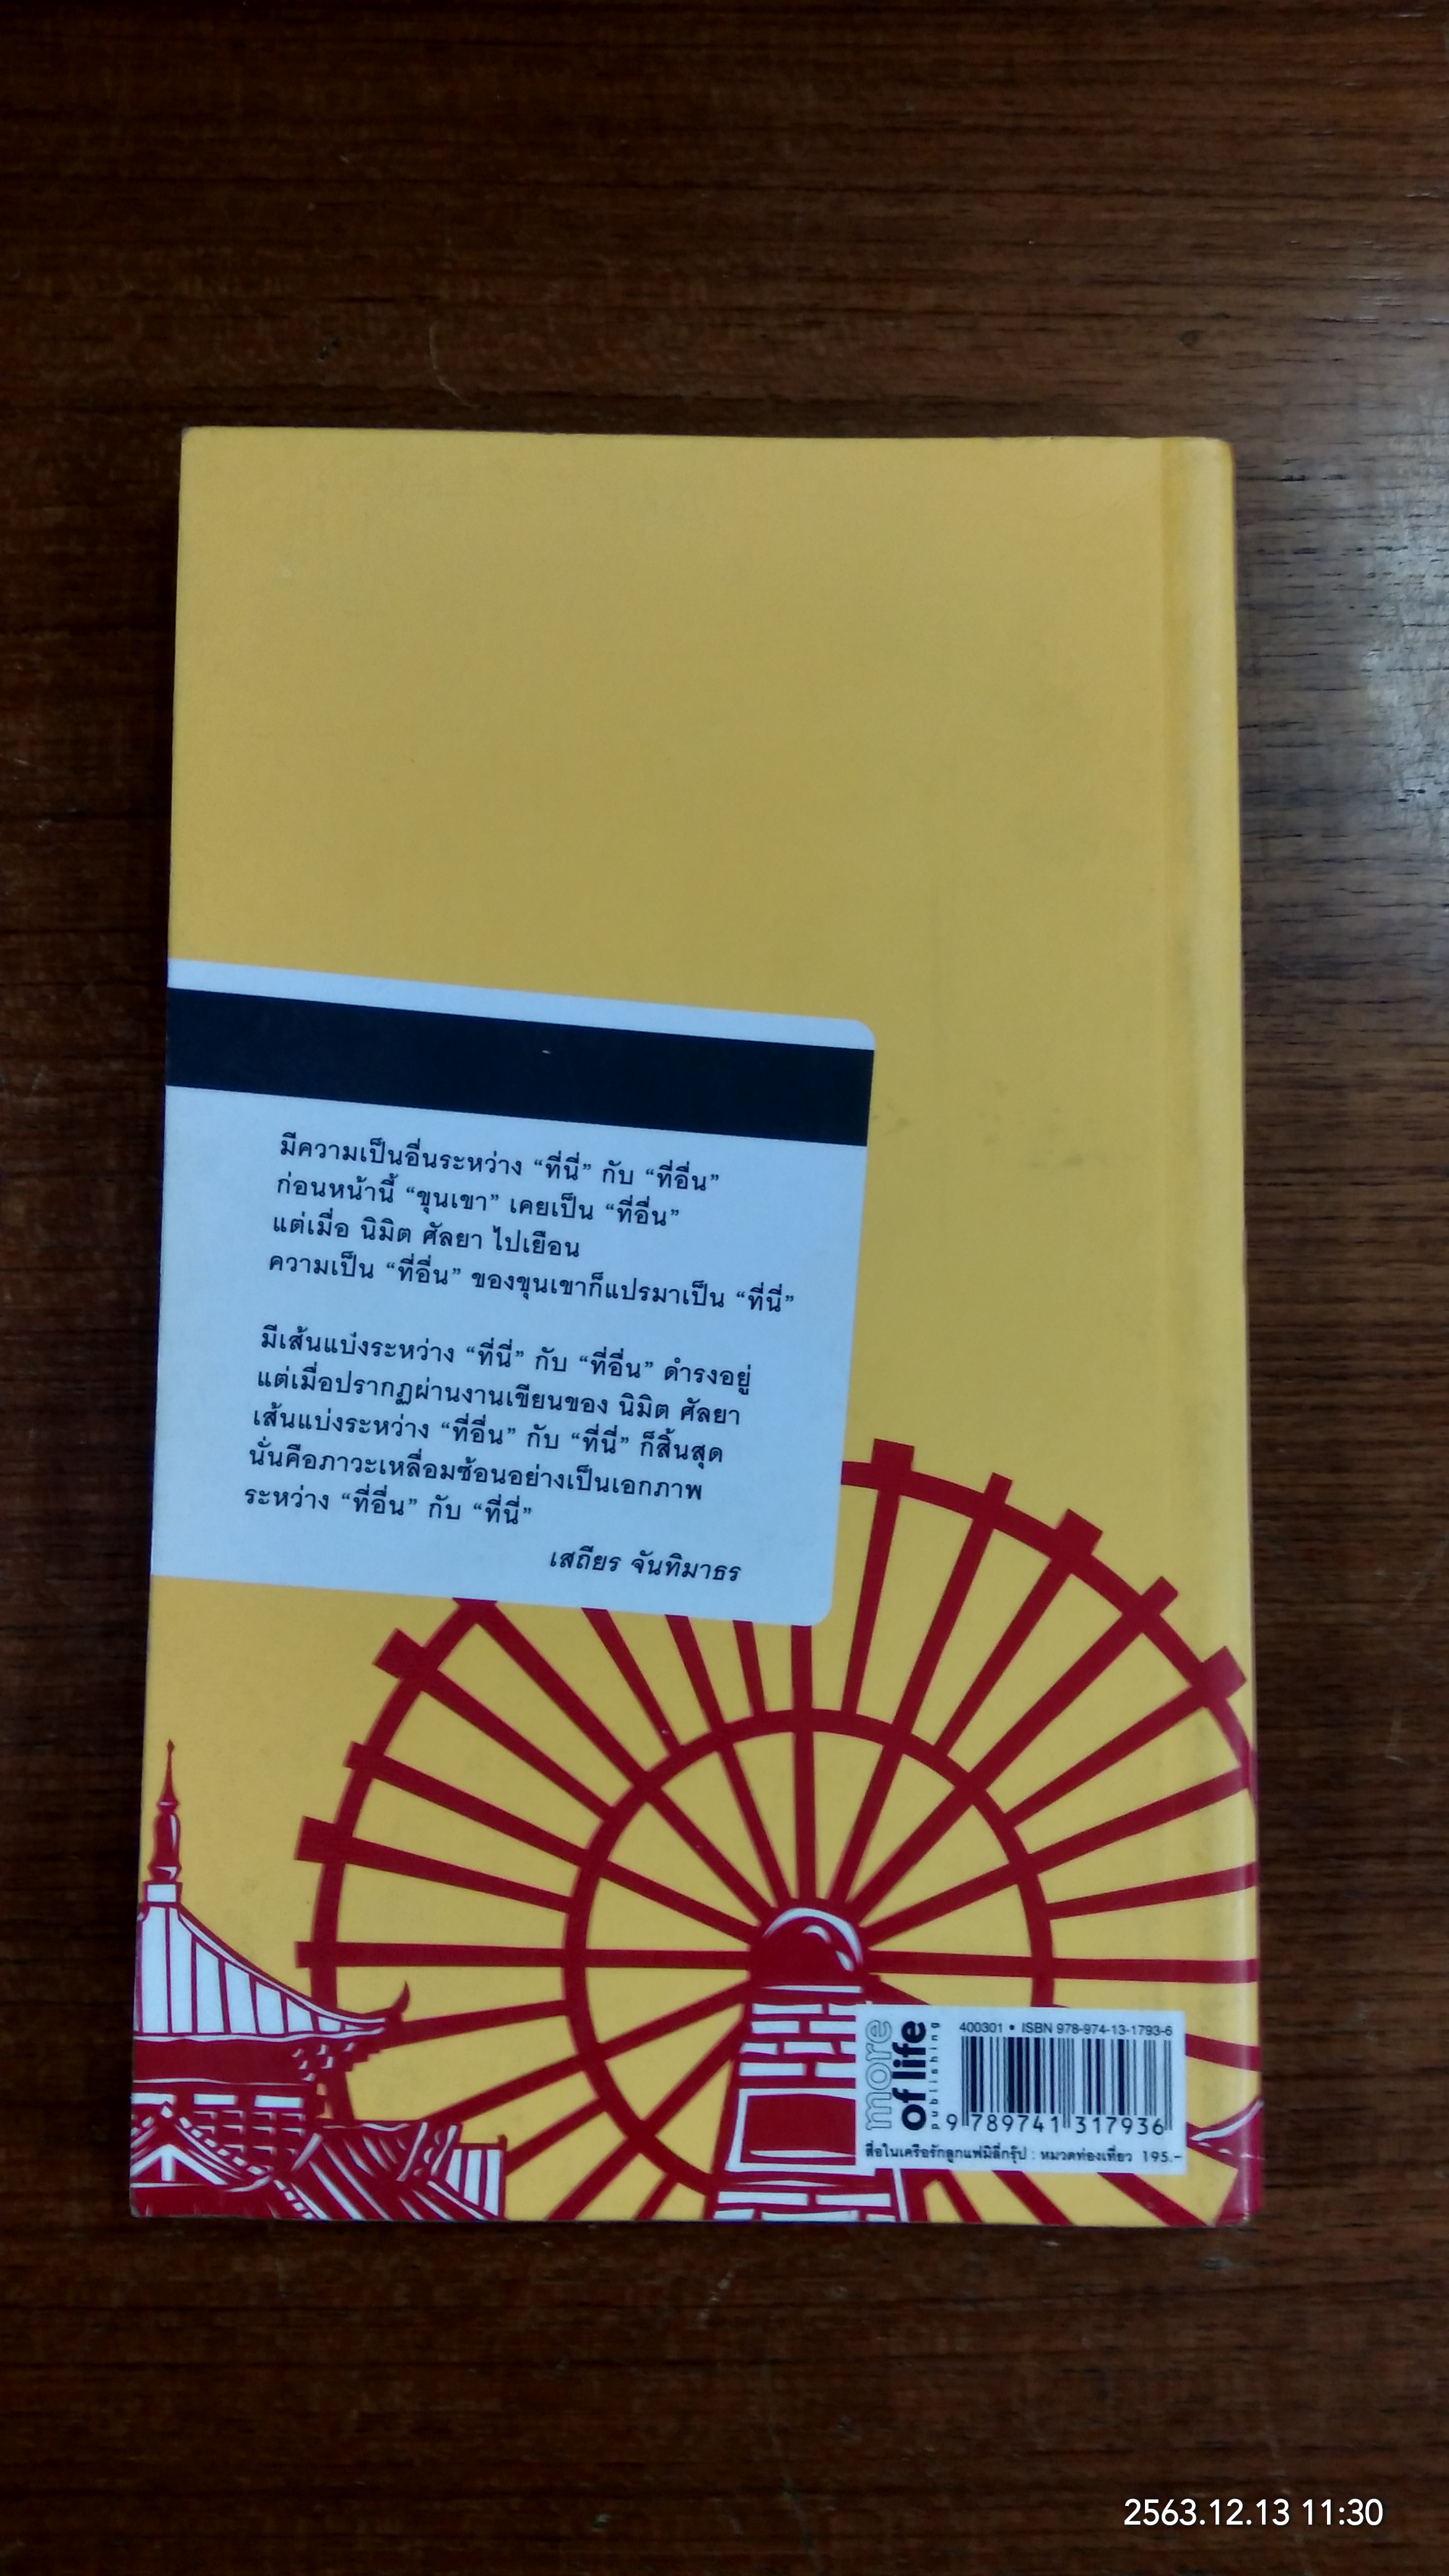 มีความเป็นอื่นระหว่าง “ที่นี่” กับ “ที่อื่น”
ก่อนหน้านี้ “ขุนเขา” เคยเป็น “ที่อื่น”
แต่เมื่อ นิมิต ศัลยา ไปเยือน
ความเป็น “ที่อื่น” ของขุนเขาก็แปรมาเป็น “ที่นี่”
มีเส้นแบ่งระหว่าง “ที่นี่” กับ “ที่อื่น” ดำรงอยู่
แต่เมื่อปรากฏผ่านงานเขียนของ นิมิต ศัลยา
เส้นแบ่งระหว่าง “ที่อื่น” กับ “ที่นี่” ก็สิ้นสุด
นั่นคือภาวะเหลื่อมซ้อนอย่างเป็นเอกภาพ
ระหว่าง “ที่อื่น” กับ “ที่นี่”
เสถียร จันทิมาธร
more
of life
publishing
400301 • ISBN 978-974-13-1793-6
9 789741 317936
สื่อในเครือรักลูกแฟมิลี่กรุ๊ป : หมวดท่องเที่ยว 195.-
2563.12.13 11:30